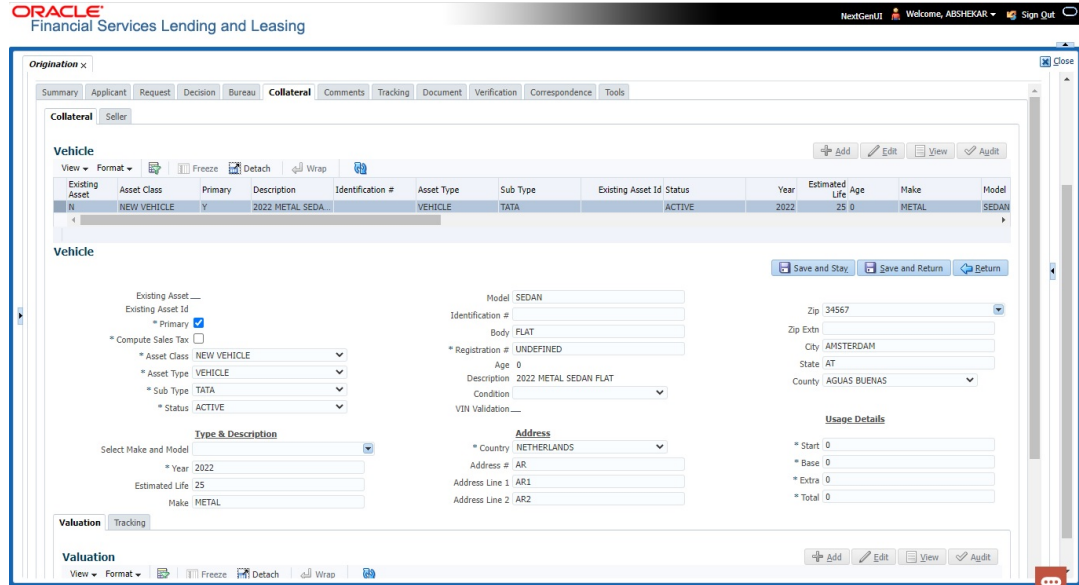 ORACLE
Financial Services Lending and Leasing
NextGenUI Welcome, ABSHEKAR Sign Out
Close
Origination x
Summary Applicant Request Decision Bureau Collateral Comments Tracking Document Verification Correspondence Tools
Collateral Seller
Vehicle
Add Edit View Audit
View Format Freeze Detach Wrap
Existing Asset Asset Class Primary Description Identification # Asset Type Sub Type Existing Asset Id Status Year Estimated Life Age Make Model
N NEW VEHICLE Y 2022 METAL SEDA... VEHICLE TATA ACTIVE 2022 25 0 METAL SEDAN
Vehicle
Save and Stay Save and Return Return
Existing Asset
Existing Asset Id
* Primary
* Compute Sales Tax
* Asset Class NEW VEHICLE
* Asset Type VEHICLE
* Sub Type TATA
* Status ACTIVE
Type & Description
Select Make and Model
* Year 2022
Estimated Life 25
Make METAL
Model SEDAN
Identification #
Body FLAT
* Registration # UNDEFINED
Age 0
Description 2022 METAL SEDAN FLAT
Condition
VIN Validation
Address
* Country NETHERLANDS
Address # AR
Address Line 1 AR1
Address Line 2 AR2
Zip 34567
Zip Extn
City AMSTERDAM
State AT
County AGUAS BUENAS
Usage Details
* Start 0
* Base 0
* Extra 0
* Total 0
Valuation Tracking
Valuation
Add Edit View Audit
View Format Freeze Detach Wrap